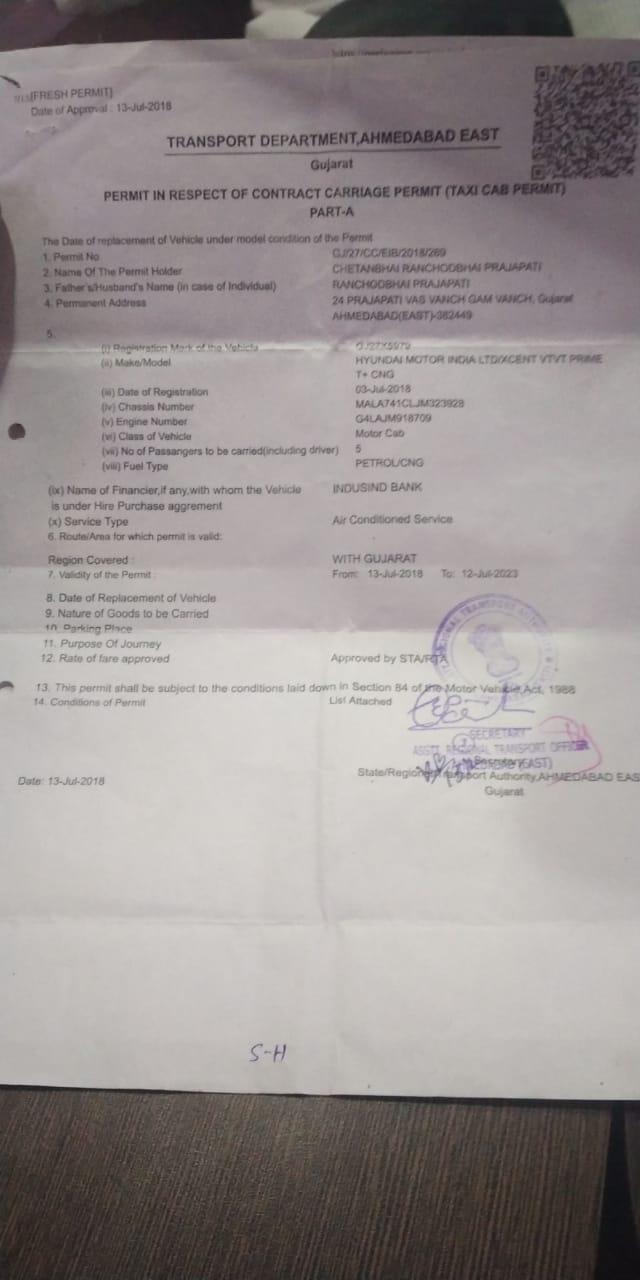 [FRESH PERMIT]
Date of Approval : 13-Jul-2018
TRANSPORT DEPARTMENT,AHMEDABAD EAST
Gujarat
PERMIT IN RESPECT OF CONTRACT CARRIAGE PERMIT (TAXI CAB PERMIT)
PART-A
The Date of replacement of Vehicle under model condition of the Permit
1. Permit No GJ/27/CC/EIB/2018/269
2. Name Of The Permit Holder CHETANBHAI RANCHODBHAI PRAJAPATI
3. Father's/Husband's Name (in case of Individual) RANCHODBHAI PRAJAPATI
4. Permanent Address 24 PRAJAPATI VAS VANCH GAM VANCH, Gujarat
AHMEDABAD(EAST)-382449
5.
(i) Registration Mark of the Vehicle GJ27X5979
(ii) Make/Model HYUNDAI MOTOR INDIA LTD/XCENT VTVT PRIME
T+ CNG
(iii) Date of Registration 03-Jul-2018
(iv) Chassis Number MALA741CLJM323928
(v) Engine Number G4LAJM918709
(vi) Class of Vehicle Motor Cab
(vii) No of Passangers to be carried(including driver) 5
(viii) Fuel Type PETROL/CNG
(ix) Name of Financier,if any,with whom the Vehicle INDUSIND BANK
is under Hire Purchase aggrement
(x) Service Type Air Conditioned Service
6. Route/Area for which permit is valid:
Region Covered : WITH GUJARAT
7. Validity of the Permit : From: 13-Jul-2018 To: 12-Jul-2023
8. Date of Replacement of Vehicle
9. Nature of Goods to be Carried
10. Parking Place
11. Purpose Of Journey
12. Rate of fare approved Approved by STA/RTA
13. This permit shall be subject to the conditions laid down in Section 84 of the Motor Vehicle Act, 1988
14. Conditions of Permit List Attached
SECRETARY
ASSTT. REGIONAL TRANSPORT OFFICER
Secretary
(EAST)
Date: 13-Jul-2018 State/Regional Transport Authority,AHMEDABAD EAS
Gujarat
S-H